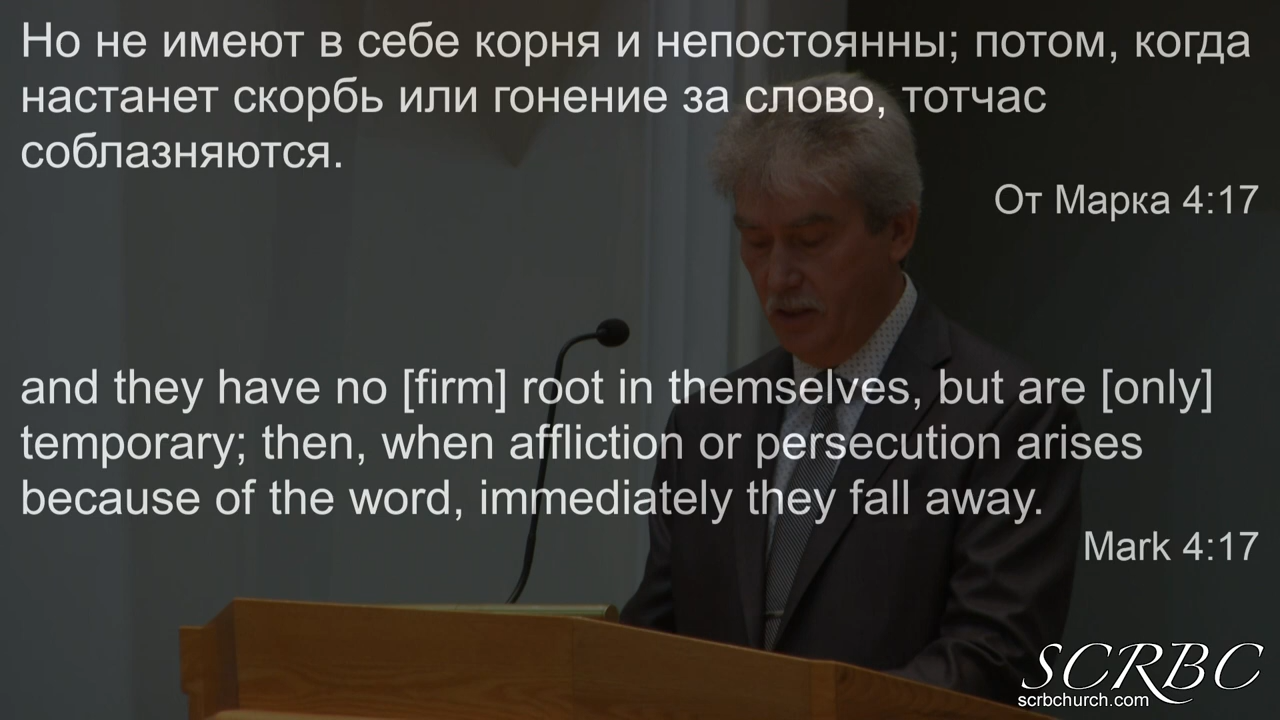 Но не имеют в себе корня и непостоянны; потом, когда
настанет скорбь или гонение за слово, тотчас
соблазняются.
От Марка 4:17
and they have no [firm] root in themselves, but are [only]
temporary; then, when affliction or persecution arises
because of the word, immediately they fall away.
Mark 4:17
SCRBC
scrbchurch.com